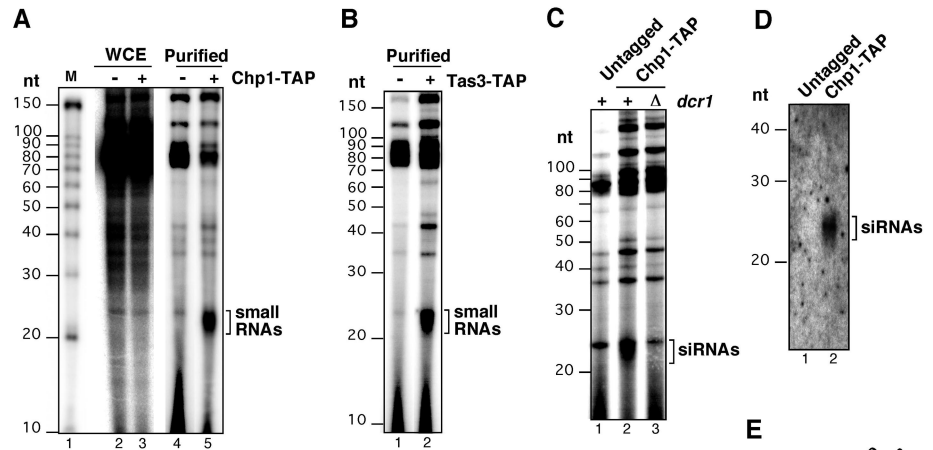 A
WCE Purified
nt M - + - + Chp1-TAP
150
100
90
80
70
60
50
40
30
20
10
small
RNAs
1 2 3 4 5
B
Purified
nt - + Tas3-TAP
150
100
90
80
70
60
50
40
30
20
10
small
RNAs
1 2
C
Untagged
Chp1-TAP
+ + Δ dcr1
nt
100
80
60
50
40
30
20
siRNAs
1 2 3
D
Untagged
Chp1-TAP
nt
40
30
20
siRNAs
1 2
E